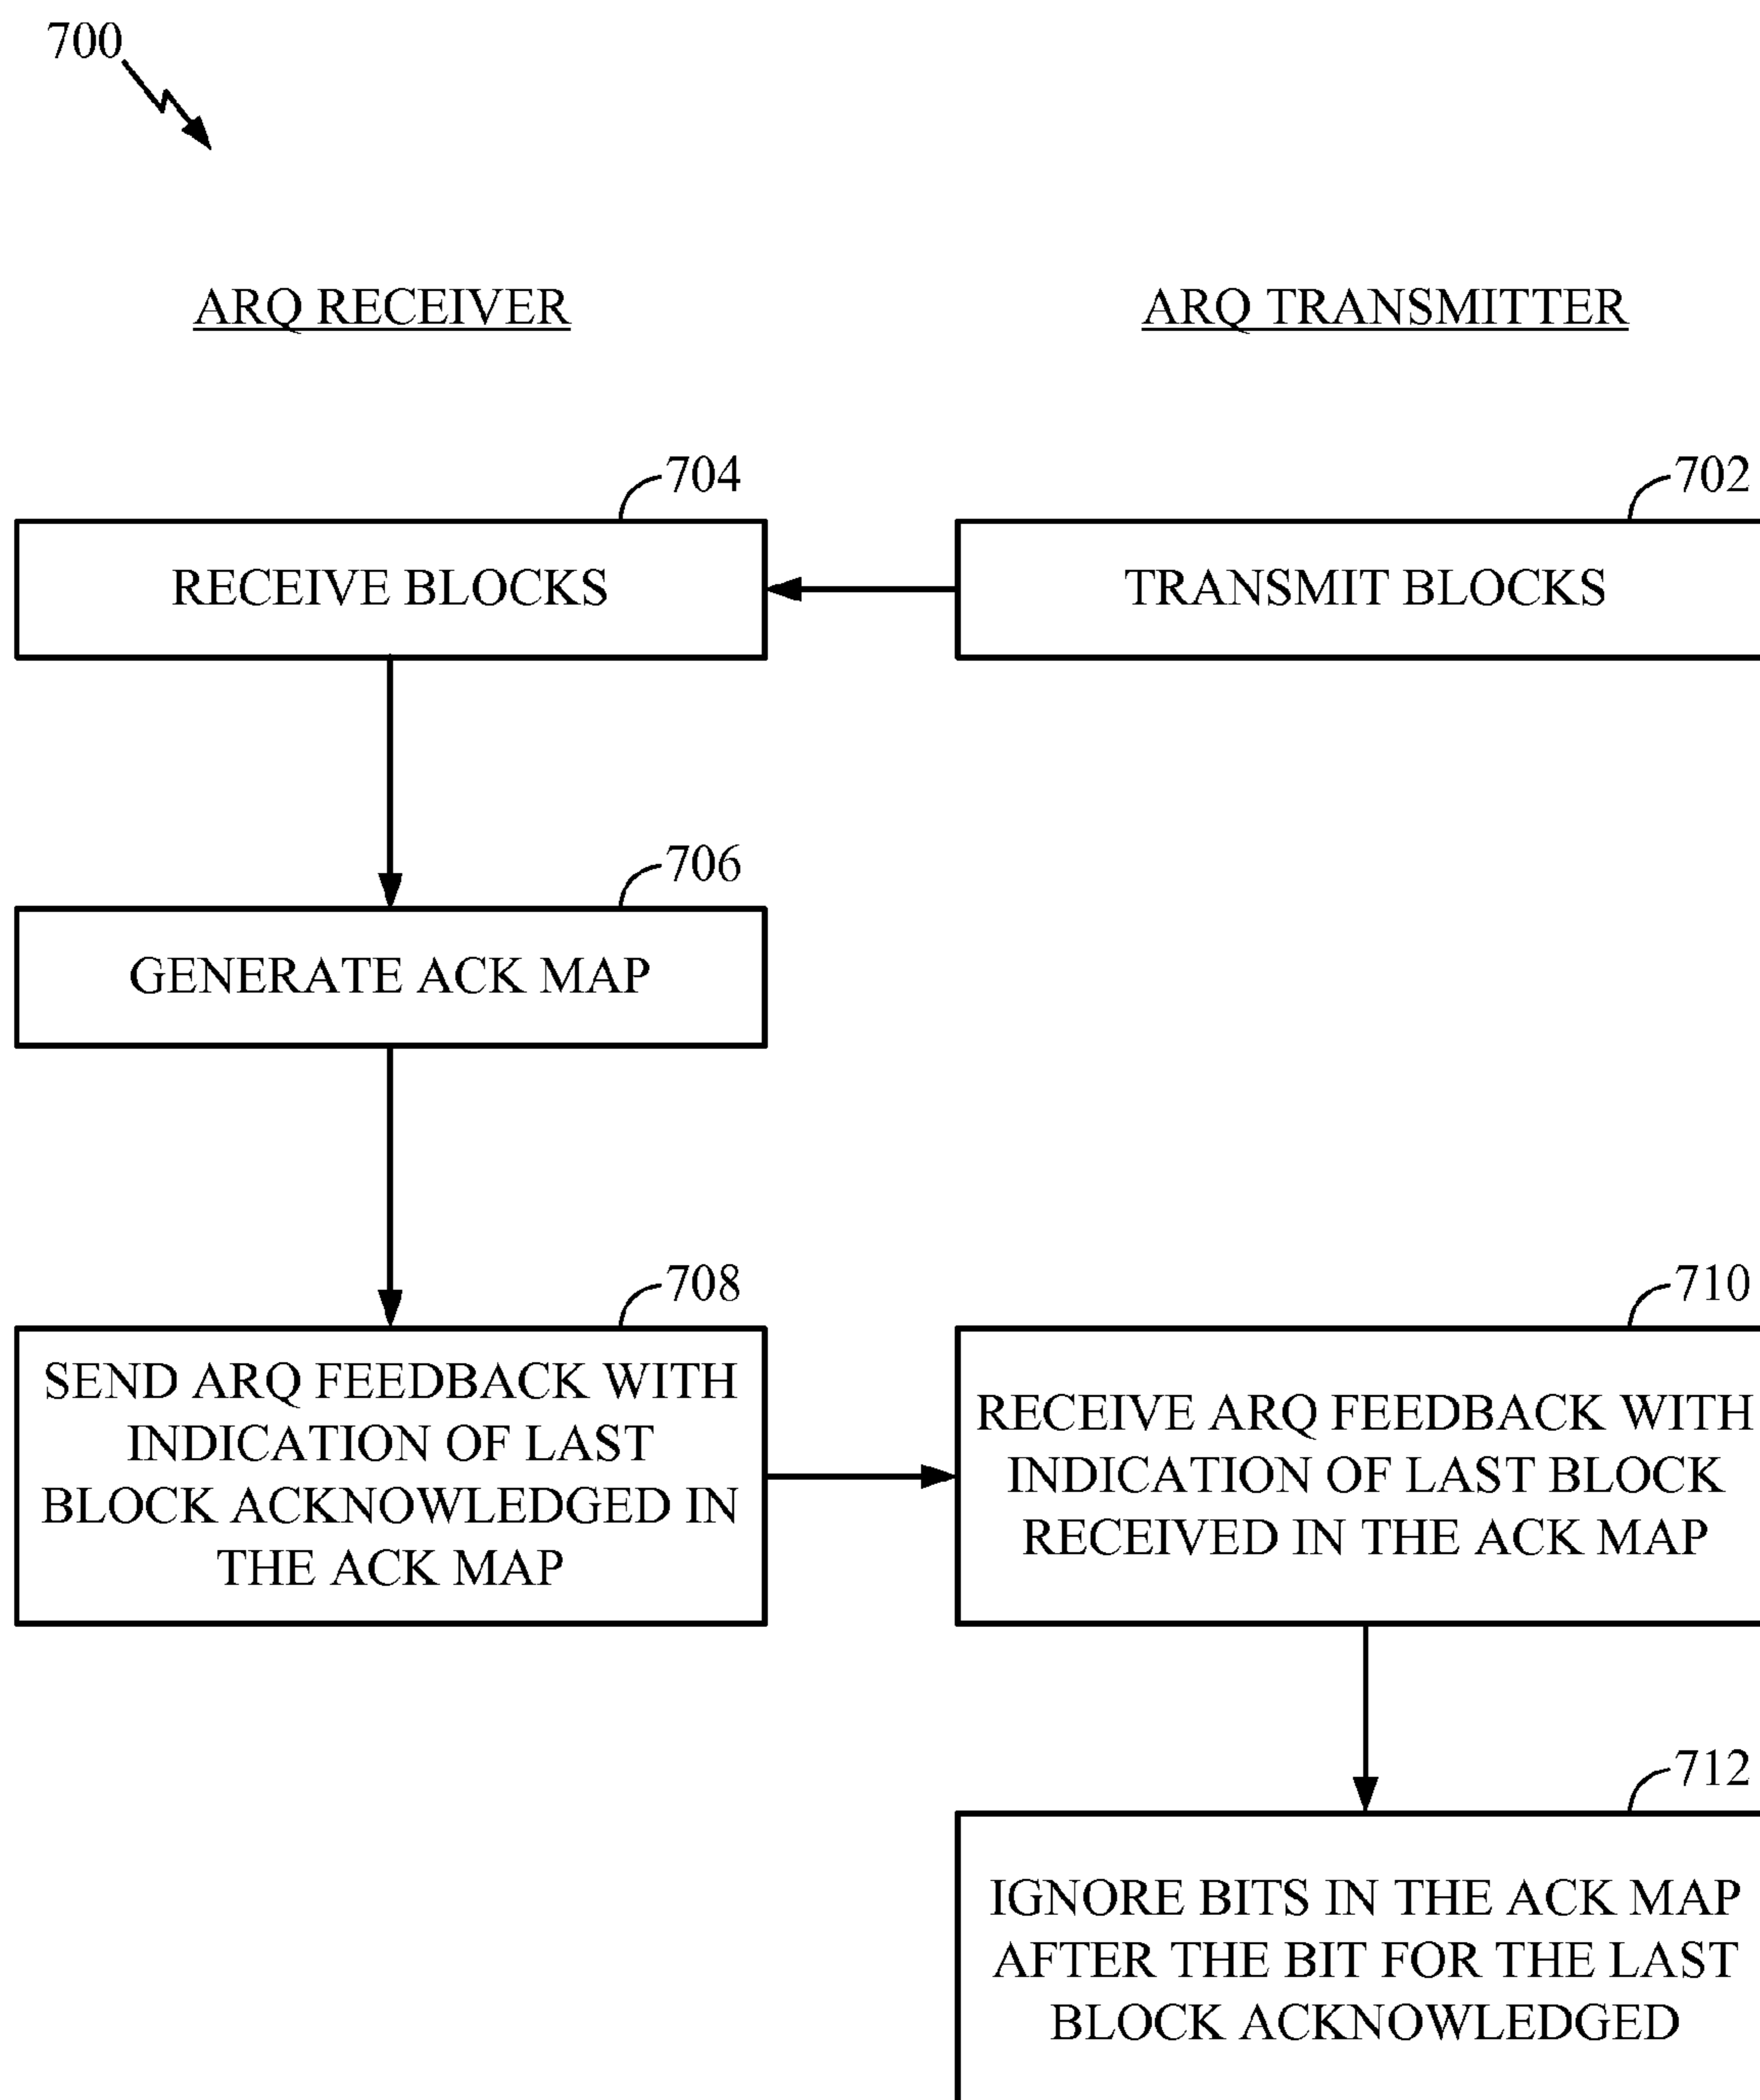 700
ARQ RECEIVER
ARQ TRANSMITTER
704
RECEIVE BLOCKS
702
TRANSMIT BLOCKS
706
GENERATE ACK MAP
708
SEND ARQ FEEDBACK WITH
INDICATION OF LAST
BLOCK ACKNOWLEDGED IN
THE ACK MAP
710
RECEIVE ARQ FEEDBACK WITH
INDICATION OF LAST BLOCK
RECEIVED IN THE ACK MAP
712
IGNORE BITS IN THE ACK MAP
AFTER THE BIT FOR THE LAST
BLOCK ACKNOWLEDGED